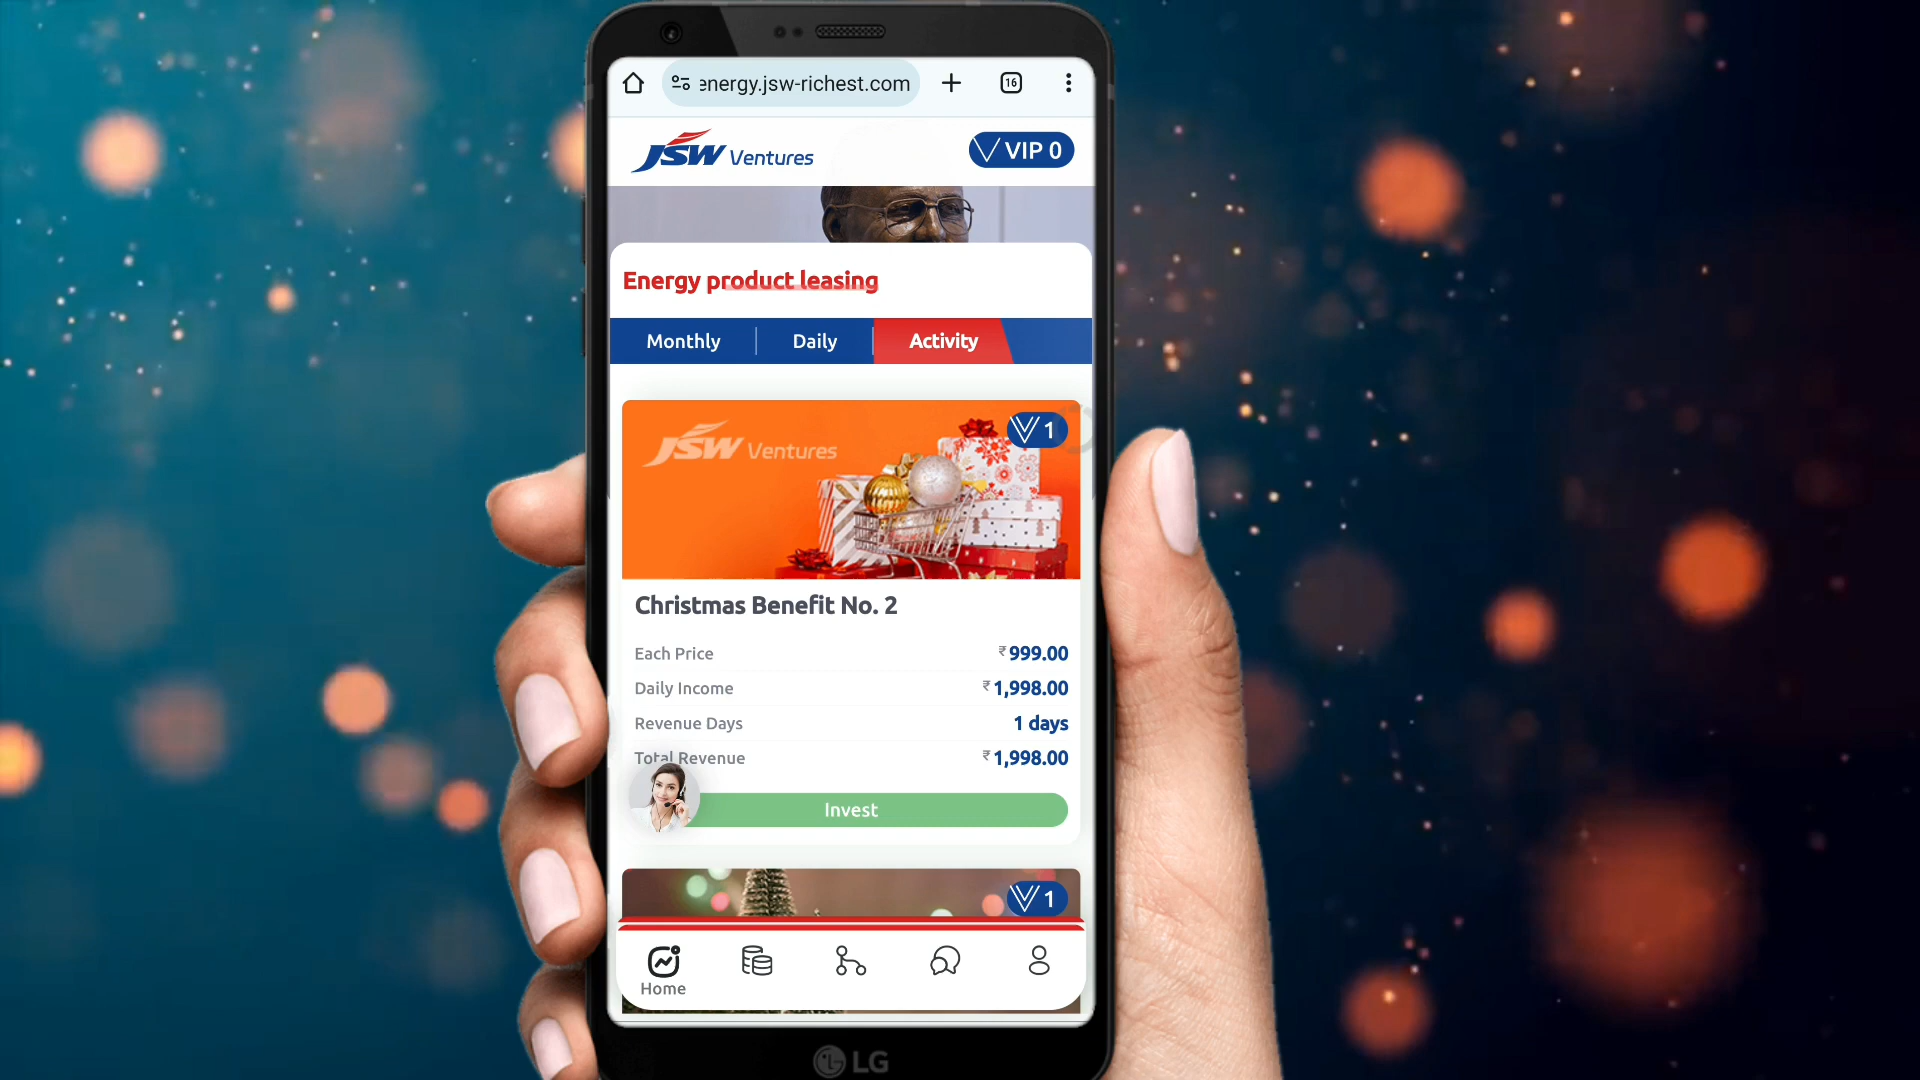 energy.jsw-richest.com
16
JSW Ventures
VIP 0
Energy product leasing
Monthly
Daily
Activity
JSW Ventures
1
Christmas Benefit No. 2
Each Price
₹ 999.00
Daily Income
₹ 1,998.00
Revenue Days
1 days
Total Revenue
₹ 1,998.00
Invest
1
Home
LG